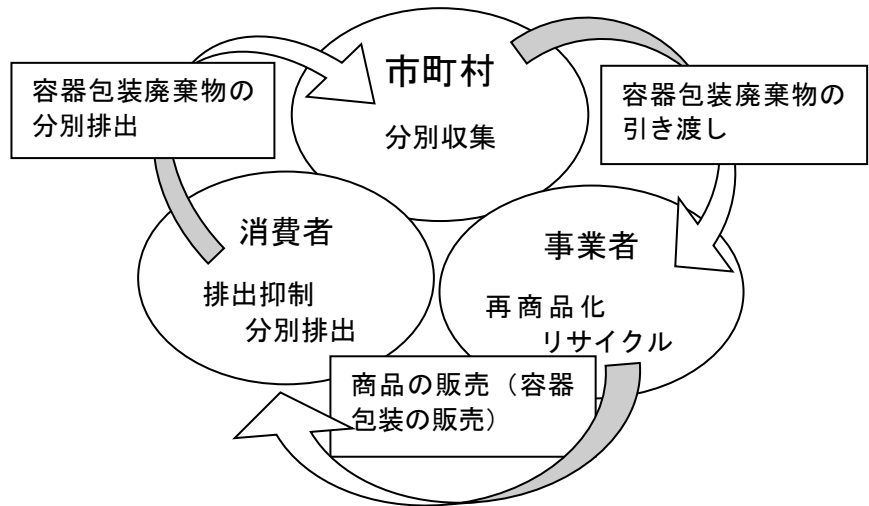 市町村
分別収集
容器包装廃棄物の
分別排出
容器包装廃棄物の
引き渡し
消費者
排出抑制
分別排出
事業者
再商品化
リサイクル
商品の販売（容器
包装の販売）